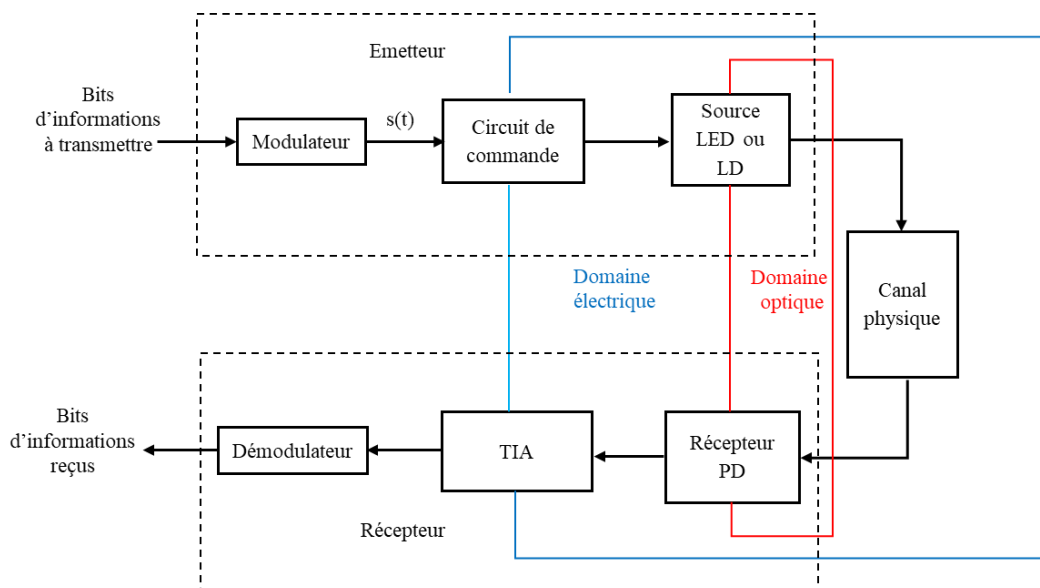 Emetteur
Bits
d’informations
à transmettre
Modulateur
s(t)
Circuit de
commande
Source
LED ou
LD
Domaine
électrique
Domaine
optique
Canal
physique
Bits
d’informations
reçus
Démodulateur
TIA
Récepteur
PD
Récepteur